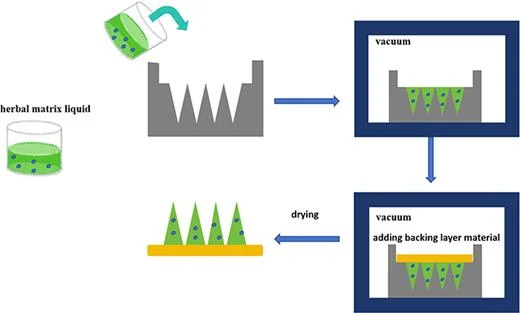 vacuum
herbal matrix liquid
drying
vacuum
adding backing layer material